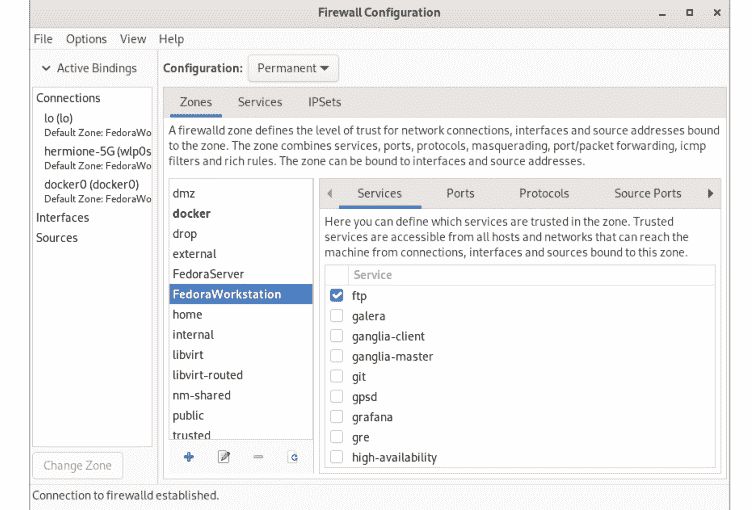 Firewall Configuration
File Options View Help
Active Bindings
Configuration: Permanent
Connections
lo (lo)
Default Zone: FedoraWo
hermione-5G (wlp0s
Default Zone: FedoraWo
docker0 (docker0)
Default Zone: FedoraWo
Interfaces
Sources
Change Zone
Zones Services IPSets
A firewalld zone defines the level of trust for network connections, interfaces and source addresses bound
to the zone. The zone combines services, ports, protocols, masquerading, port/packet forwarding, icmp
filters and rich rules. The zone can be bound to interfaces and source addresses.
dmz
docker
drop
external
FedoraServer
FedoraWorkstation
home
internal
libvirt
libvirt-routed
nm-shared
public
trusted
Services Ports Protocols Source Ports
Here you can define which services are trusted in the zone. Trusted
services are accessible from all hosts and networks that can reach the
machine from connections, interfaces and sources bound to this zone.
Service
ftp
galera
ganglia-client
ganglia-master
git
gpsd
grafana
gre
high-availability
Connection to firewalld established.